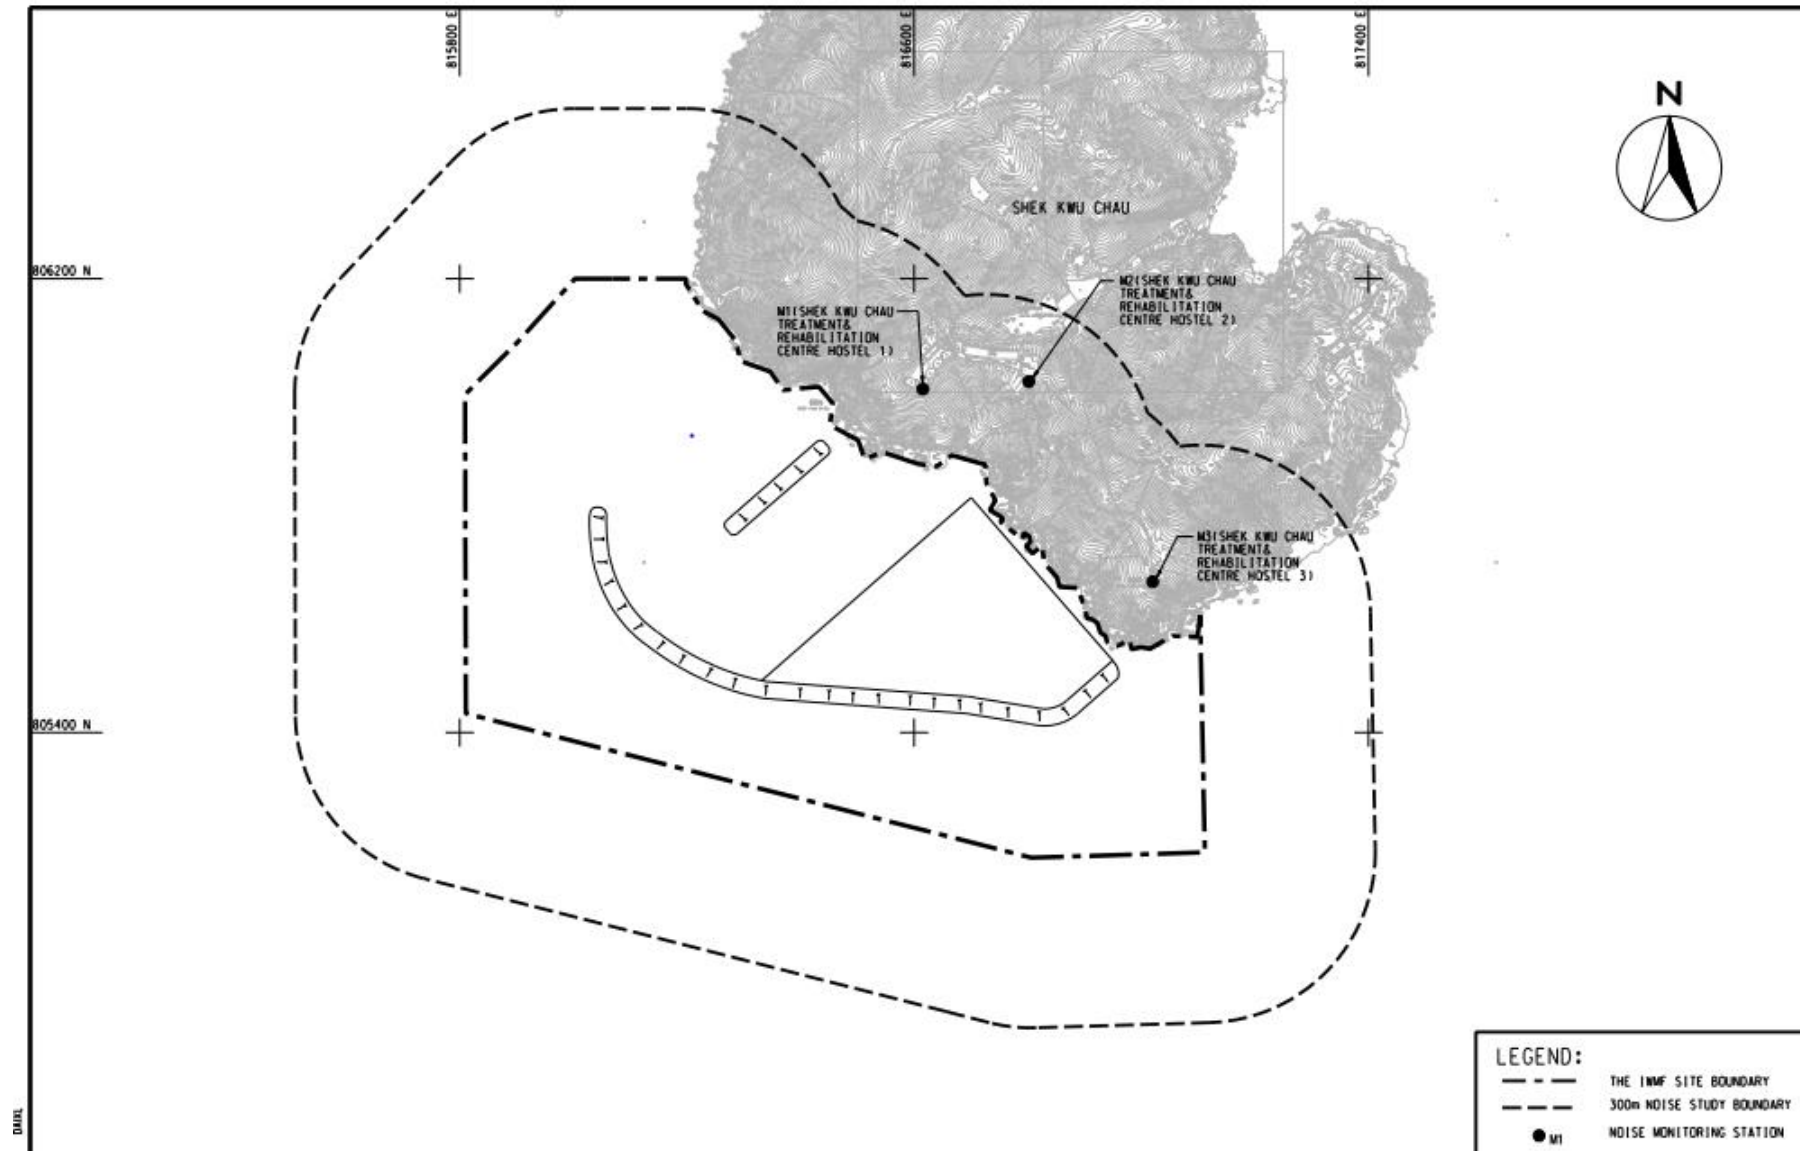 815800 E
816600 E
817400 E
N
SHEK KWU CHAU
806200 N
M1(SHEK KWU CHAU
TREATMENT&
REHABILITATION
CENTRE HOSTEL 1)
M2(SHEK KWU CHAU
TREATMENT&
REHABILITATION
CENTRE HOSTEL 2)
M3(SHEK KWU CHAU
TREATMENT&
REHABILITATION
CENTRE HOSTEL 3)
805400 N
LEGEND:
THE IWMF SITE BOUNDARY
300m NOISE STUDY BOUNDARY
M1
NOISE MONITORING STATION